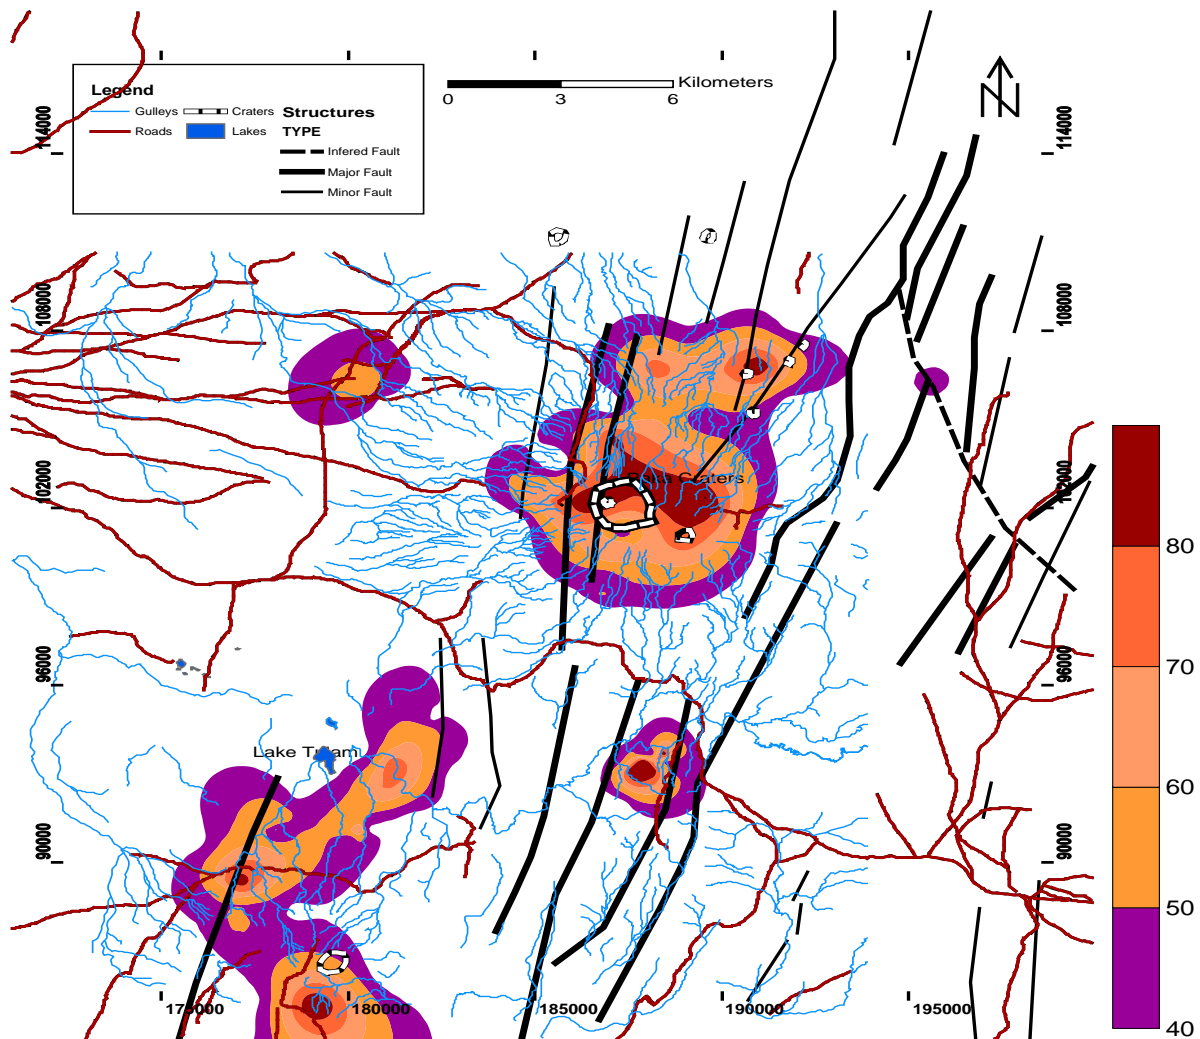 Kilometers
0 3 6
Legend
Gulleys Craters Structures
Roads Lakes TYPE
Infered Fault
Major Fault
Minor Fault
114000
114000
108000
108000
102000
96000
96000
90000
90000
Craters
Lake
175000 180000 185000 190000 195000
80
70
60
50
40